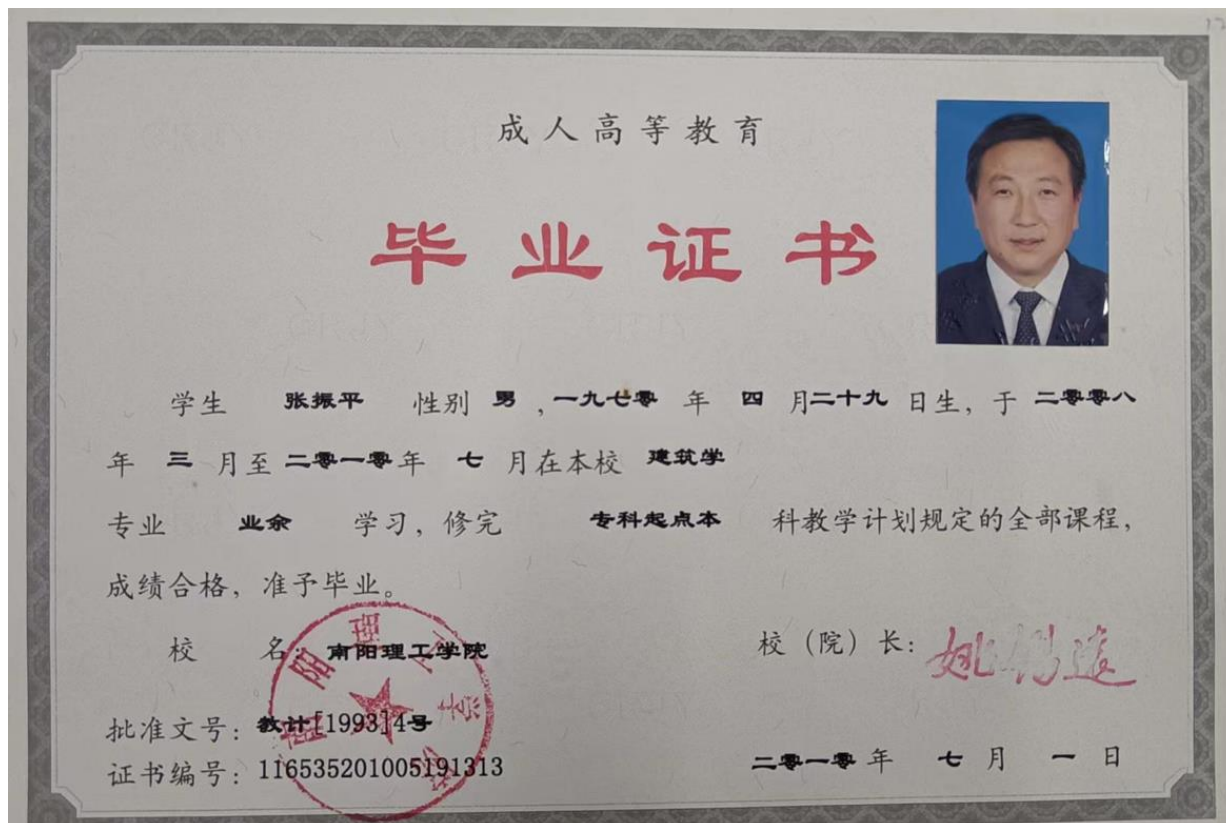 成人高等教育
毕业证书
学生 张振平 性别 男 ,一九七零 年 四 月二十九 日生, 于 二零零八
年 三 月至 二零一零 年 七 月在本校 建筑学
专业 业余 学习, 修完 专科起点本 科教学计划规定的全部课程,
成绩合格, 准予毕业。
校 名: 南阳理工学院
校 (院) 长:
批准文号: 教计[1993]4号
证书编号: 116535201005191313
二零一零 年 七 月 一 日